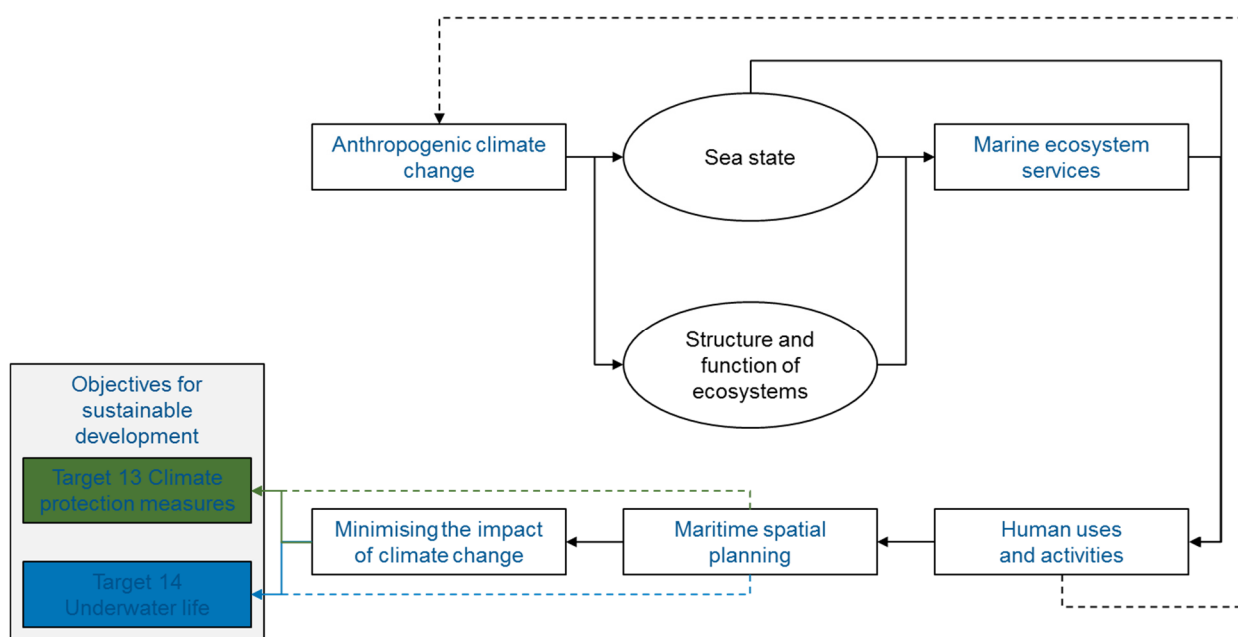 Anthropogenic climate
change
Sea state
Marine ecosystem
services
Structure and
function of
ecosystems
Objectives for
sustainable
development
Target 13 Climate
protection measures
Target 14
Underwater life
Minimising the impact
of climate change
Maritime spatial
planning
Human uses
and activities